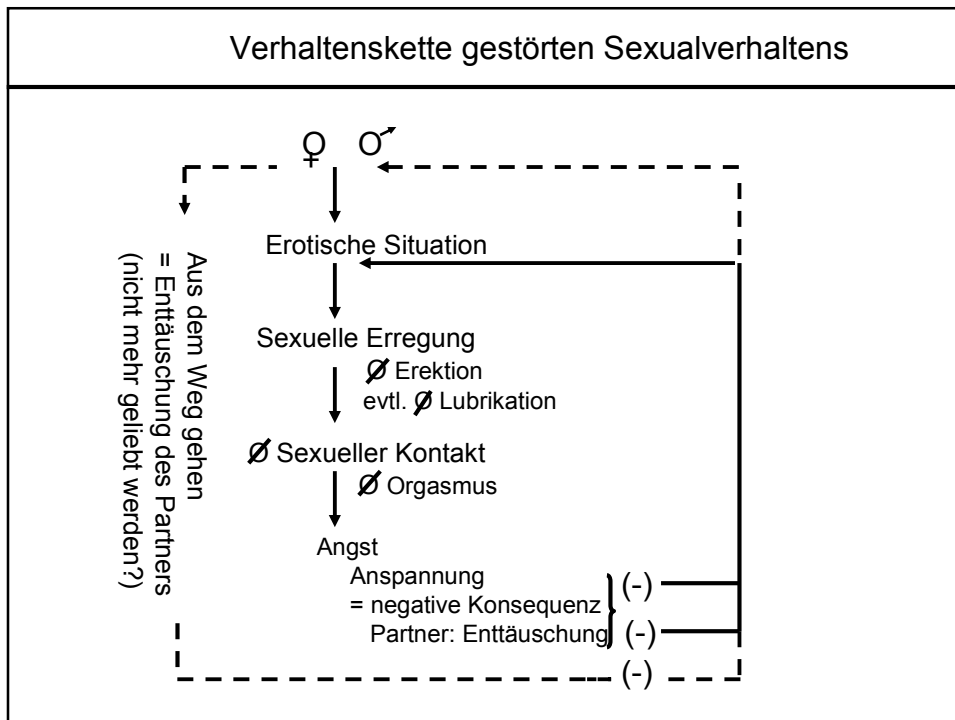 Verhaltenskette gestörten Sexualverhaltens
♀ ♂
Erotische Situation
Sexuelle Erregung
Ø Erektion
evtl. Ø Lubrikation
Ø Sexueller Kontakt
Ø Orgasmus
Angst
Anspannung
= negative Konsequenz
Partner: Enttäuschung
(-)
(-)
(-)
Aus dem Weg gehen
= Enttäuschung des Partners
(nicht mehr geliebt werden?)